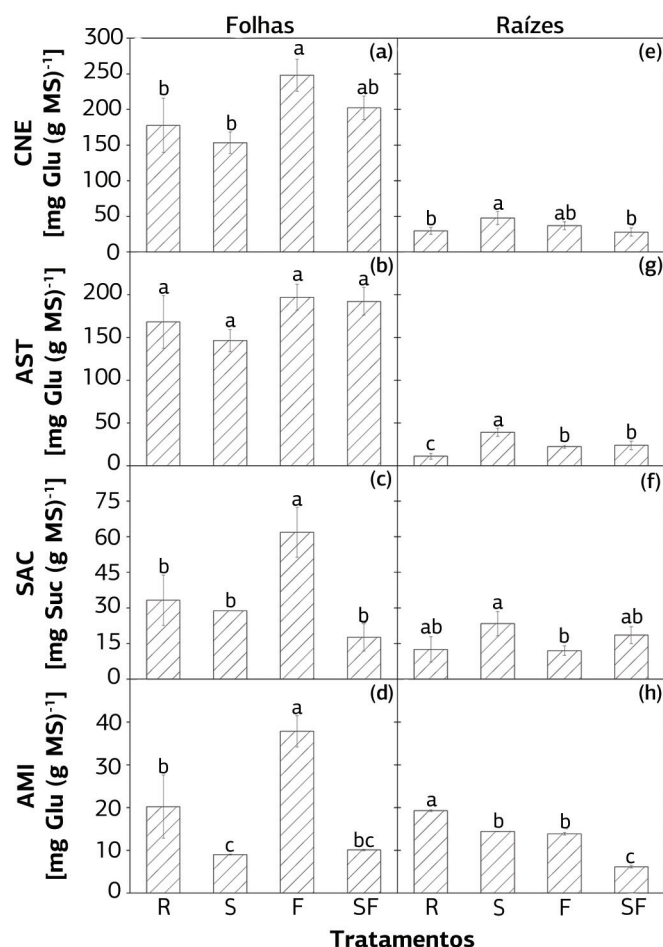 Folhas Raízes
CNE
[mg Glu (g MS)⁻¹]
300
250
200
150
100
50
0
(a)
b b a ab
(e)
b a ab b
AST
[mg Glu (g MS)⁻¹]
200
150
100
50
0
(b)
a a a a
(g)
c a b b
SAC
[mg Suc (g MS)⁻¹]
75
60
45
30
15
0
(c)
b b a b
(f)
ab a b ab
AMI
[mg Glu (g MS)⁻¹]
40
30
20
10
0
(d)
b c a bc
(h)
a b b c
R S F SF R S F SF
Tratamentos